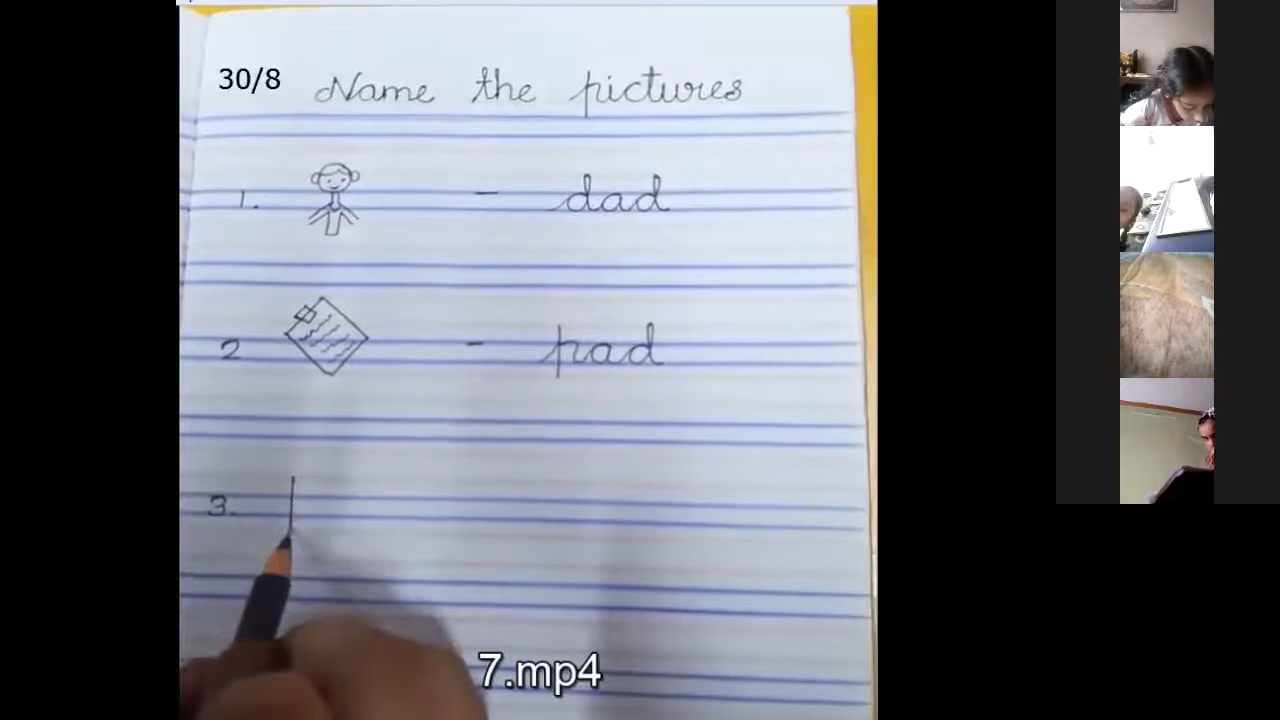 30/8 Name the pictures
1. - dad
2 - pad
3.
7.mp4